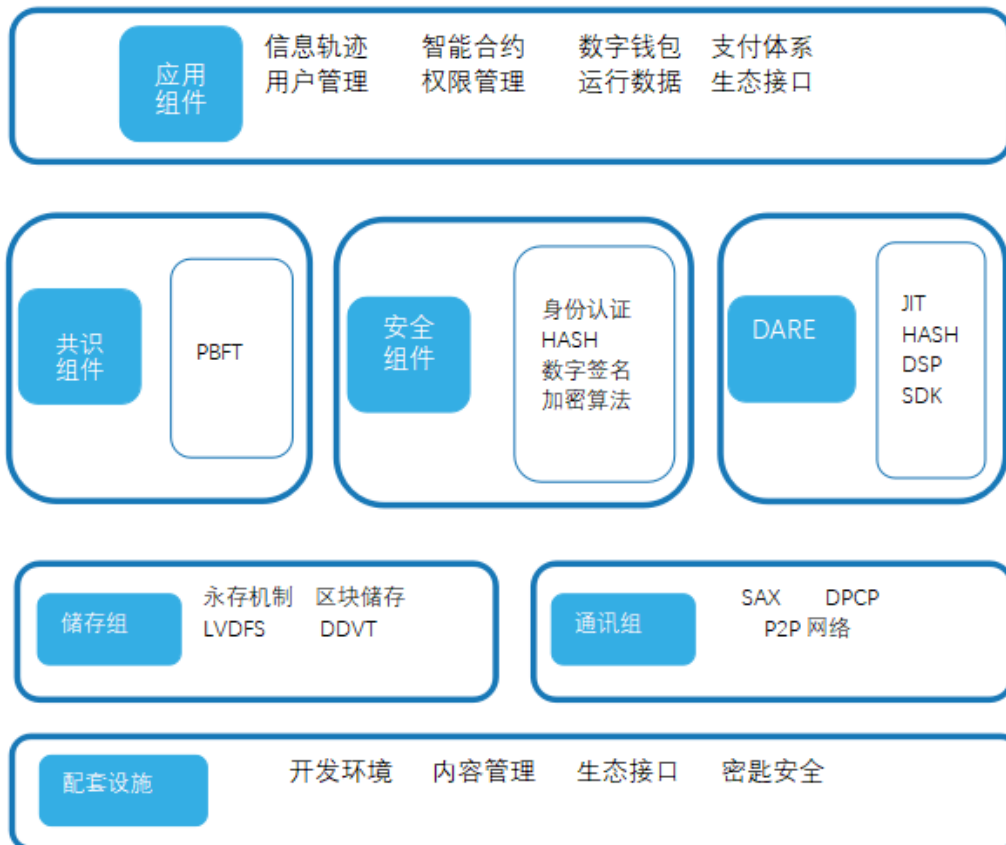 应用
组件
信息轨迹 智能合约 数字钱包 支付体系
用户管理 权限管理 运行数据 生态接口
共识
组件
PBFT
安全
组件
身份认证
HASH
数字签名
加密算法
DARE
JIT
HASH
DSP
SDK
储存组
永存机制 区块储存
LVDFS DDVT
通讯组
SAX DPCP
P2P 网络
配套设施
开发环境 内容管理 生态接口 密匙安全